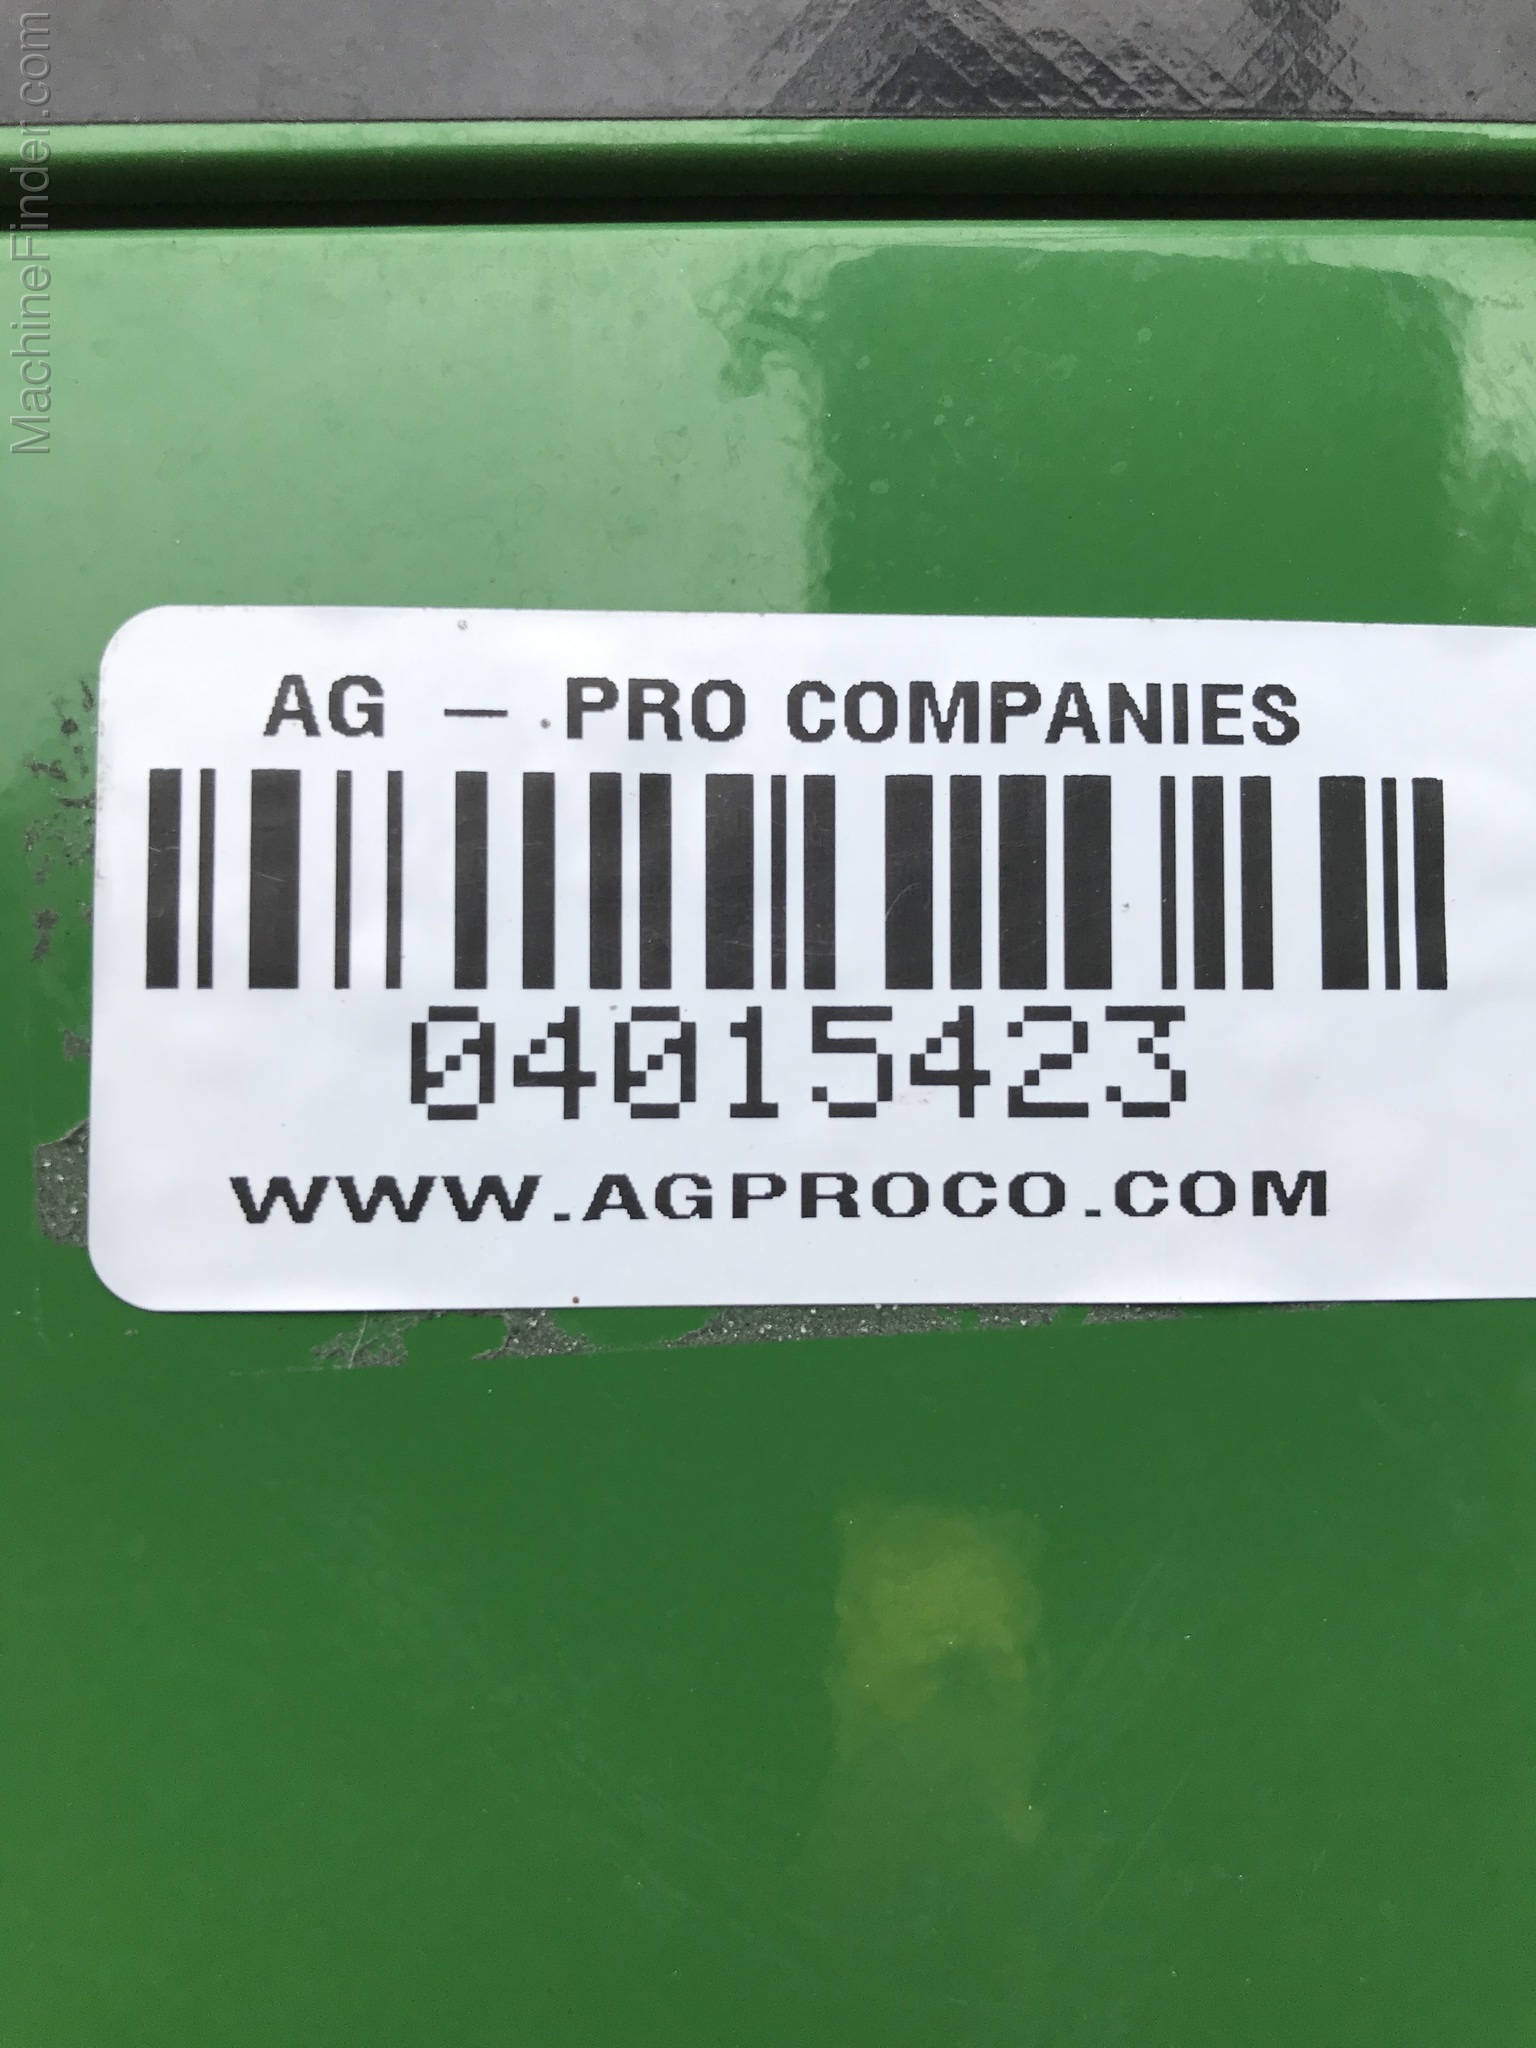 MachineFinder.com
AG - PRO COMPANIES
04015423
WWW.AGPROCO.COM